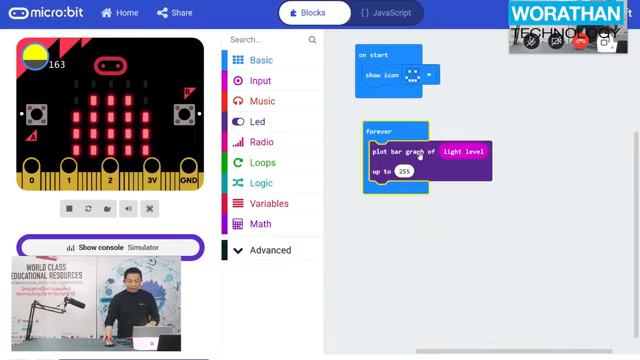 micro:bit
Home
Share
Blocks
JavaScript
WORATHAN
TECHNOLOGY
163
B
A
0
1
2
3V
GND
Show console Simulator
Search...
Basic
Input
Music
Led
Radio
Loops
Logic
Variables
Math
Advanced
on start
show icon
forever
plot bar graph of light level
up to 255
WORLD CLASS
EDUCATIONAL RESOURCES